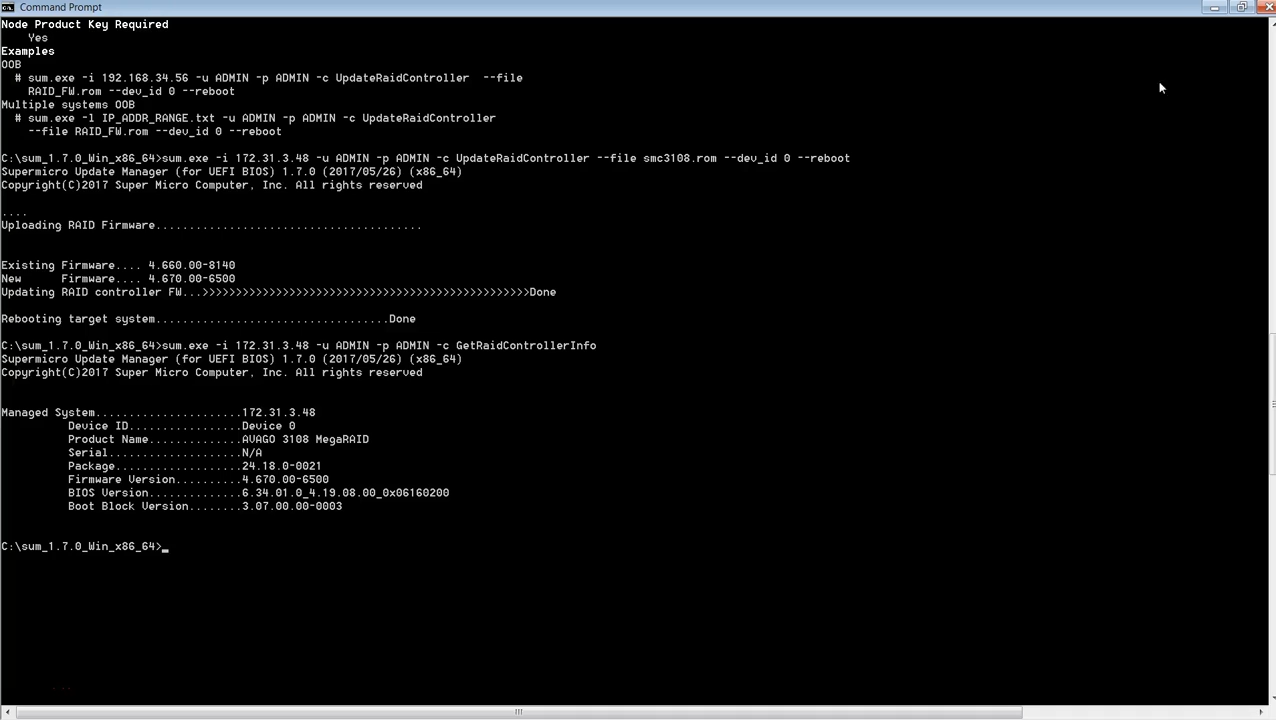 Command Prompt
Node Product Key Required
Yes
Examples
OOB
# sum.exe -i 192.168.34.56 -u ADMIN -p ADMIN -c UpdateRaidController --file
RAID_FW.rom --dev_id 0 --reboot
Multiple systems OOB
# sum.exe -l IP_ADDR_RANGE.txt -u ADMIN -p ADMIN -c UpdateRaidController
--file RAID_FW.rom --dev_id 0 --reboot
C:\sum_1.7.0_Win_x86_64>sum.exe -i 172.31.3.48 -u ADMIN -p ADMIN -c UpdateRaidController --file smc3108.rom --dev_id 0 --reboot
Supermicro Update Manager (for UEFI BIOS) 1.7.0 (2017/05/26) (x86_64)
Copyright(C)2017 Super Micro Computer, Inc. All rights reserved
....
Uploading RAID Firmware........................................
Existing Firmware.... 4.660.00-8140
New Firmware.... 4.670.00-6500
Updating RAID controller FW...>>>>>>>>>>>>>>>>>>>>>>>>>>>>>>>>>>>>>>>>>>>>>>>>>Done
Rebooting target system...................................Done
C:\sum_1.7.0_Win_x86_64>sum.exe -i 172.31.3.48 -u ADMIN -p ADMIN -c GetRaidControllerInfo
Supermicro Update Manager (for UEFI BIOS) 1.7.0 (2017/05/26) (x86_64)
Copyright(C)2017 Super Micro Computer, Inc. All rights reserved
Managed System......................172.31.3.48
Device ID.................Device 0
Product Name..............AVAGO 3108 MegaRAID
Serial....................N/A
Package...................24.18.0-0021
Firmware Version..........4.670.00-6500
BIOS Version..............6.34.01.0_4.19.08.00_0x06160200
Boot Block Version........3.07.00.00-0003
C:\sum_1.7.0_Win_x86_64>_